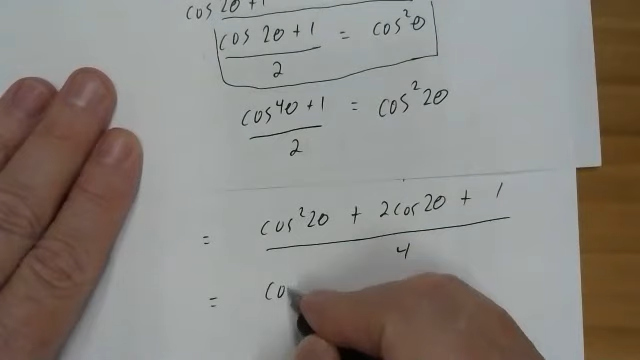 cos 2θ + 1
cos 2θ + 1 / 2 = cos²θ
cos 4θ + 1 / 2 = cos² 2θ
= cos² 2θ + 2cos 2θ + 1 / 4
= co